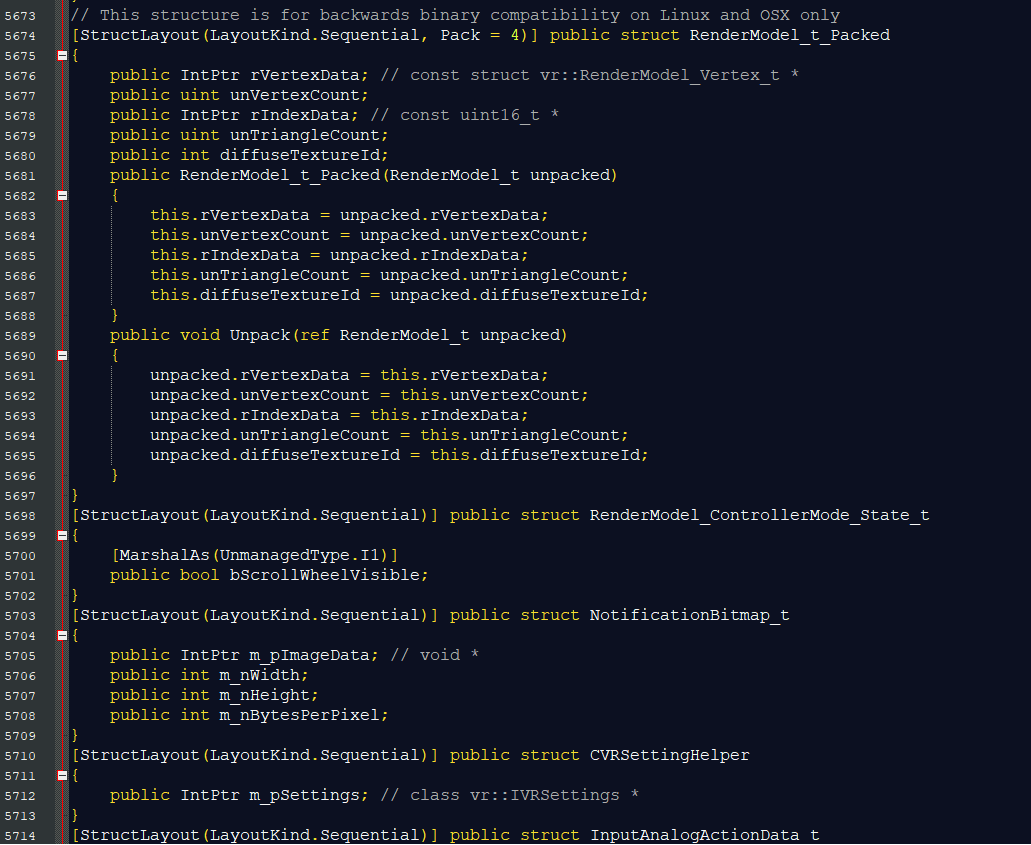 5673 // This structure is for backwards binary compatibility on Linux and OSX only
5674 [StructLayout(LayoutKind.Sequential, Pack = 4)] public struct RenderModel_t_Packed
5675 {
5676     public IntPtr rVertexData; // const struct vr::RenderModel_Vertex_t *
5677     public uint unVertexCount;
5678     public IntPtr rIndexData; // const uint16_t *
5679     public uint unTriangleCount;
5680     public int diffuseTextureId;
5681     public RenderModel_t_Packed(RenderModel_t unpacked)
5682     {
5683         this.rVertexData = unpacked.rVertexData;
5684         this.unVertexCount = unpacked.unVertexCount;
5685         this.rIndexData = unpacked.rIndexData;
5686         this.unTriangleCount = unpacked.unTriangleCount;
5687         this.diffuseTextureId = unpacked.diffuseTextureId;
5688     }
5689     public void Unpack(ref RenderModel_t unpacked)
5690     {
5691         unpacked.rVertexData = this.rVertexData;
5692         unpacked.unVertexCount = this.unVertexCount;
5693         unpacked.rIndexData = this.rIndexData;
5694         unpacked.unTriangleCount = this.unTriangleCount;
5695         unpacked.diffuseTextureId = this.diffuseTextureId;
5696     }
5697 }
5698 [StructLayout(LayoutKind.Sequential)] public struct RenderModel_ControllerMode_State_t
5699 {
5700     [MarshalAs(UnmanagedType.I1)]
5701     public bool bScrollWheelVisible;
5702 }
5703 [StructLayout(LayoutKind.Sequential)] public struct NotificationBitmap_t
5704 {
5705     public IntPtr m_pImageData; // void *
5706     public int m_nWidth;
5707     public int m_nHeight;
5708     public int m_nBytesPerPixel;
5709 }
5710 [StructLayout(LayoutKind.Sequential)] public struct CVRSettingHelper
5711 {
5712     public IntPtr m_pSettings; // class vr::IVRSettings *
5713 }
5714 [StructLayout(LayoutKind.Sequential)] public struct InputAnalogActionData_t